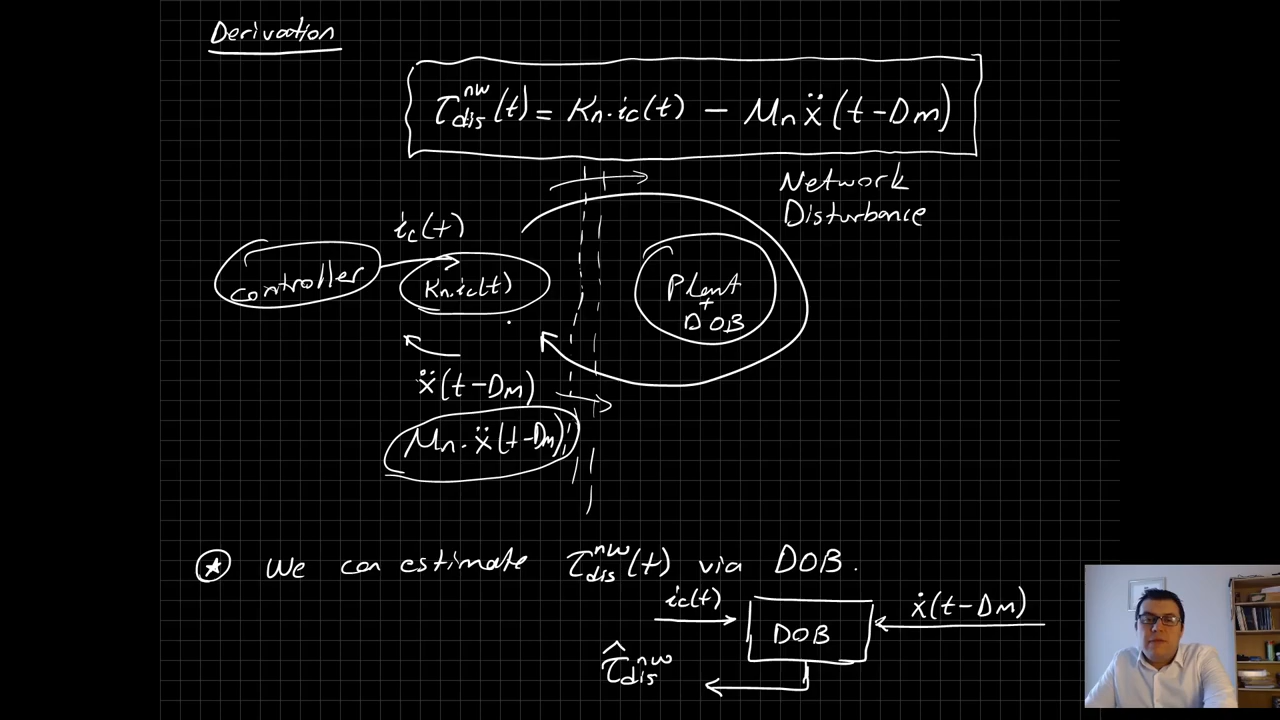 Derivation
τ_dis^nw(t) = Kn·ic(t) − Mn ẍ(t−Dm)
Network
Disturbance
ic(t)
controller
Kn·ic(t)
Plant
+
DOB
ẍ(t−Dm)
Mn·ẍ(t−Dm)
We can estimate τ_dis^nw(t) via DOB.
ic(t)
DOB
ẋ(t−Dm)
τ̂_dis^nw